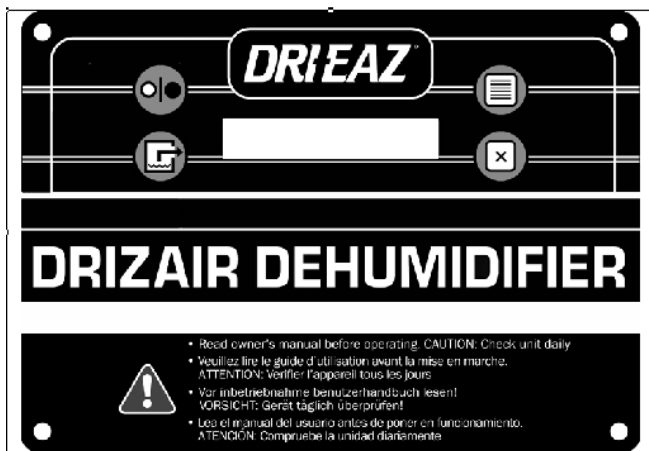 DRIEAZ
DRIZAIR DEHUMIDIFIER
• Read owner's manual before operating. CAUTION: Check unit daily
• Veuillez lire le guide d'utilisation avant la mise en marche.
ATTENTION: Verifier l'appareil tous les jours
• Vor inbetriebnahme benutzerhandbuch lesen!
VORSICHT: Gerät täglich überprüfen!
• Lea el manual del usuario antes de poner en funcionamiento.
ATENCIÓN: Compruebe la unidad diariamente